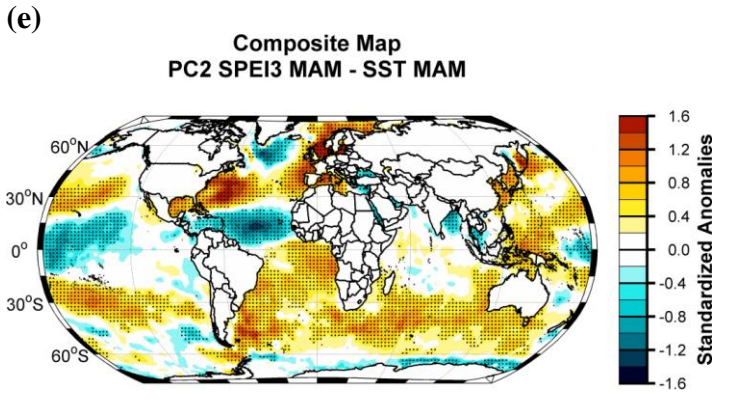 (e)
Composite Map
PC2 SPEI3 MAM - SST MAM
60°N
30°N
0°
30°S
60°S
1.6
1.2
0.8
0.4
0.0
-0.4
-0.8
-1.2
-1.6
Standardized Anomalies